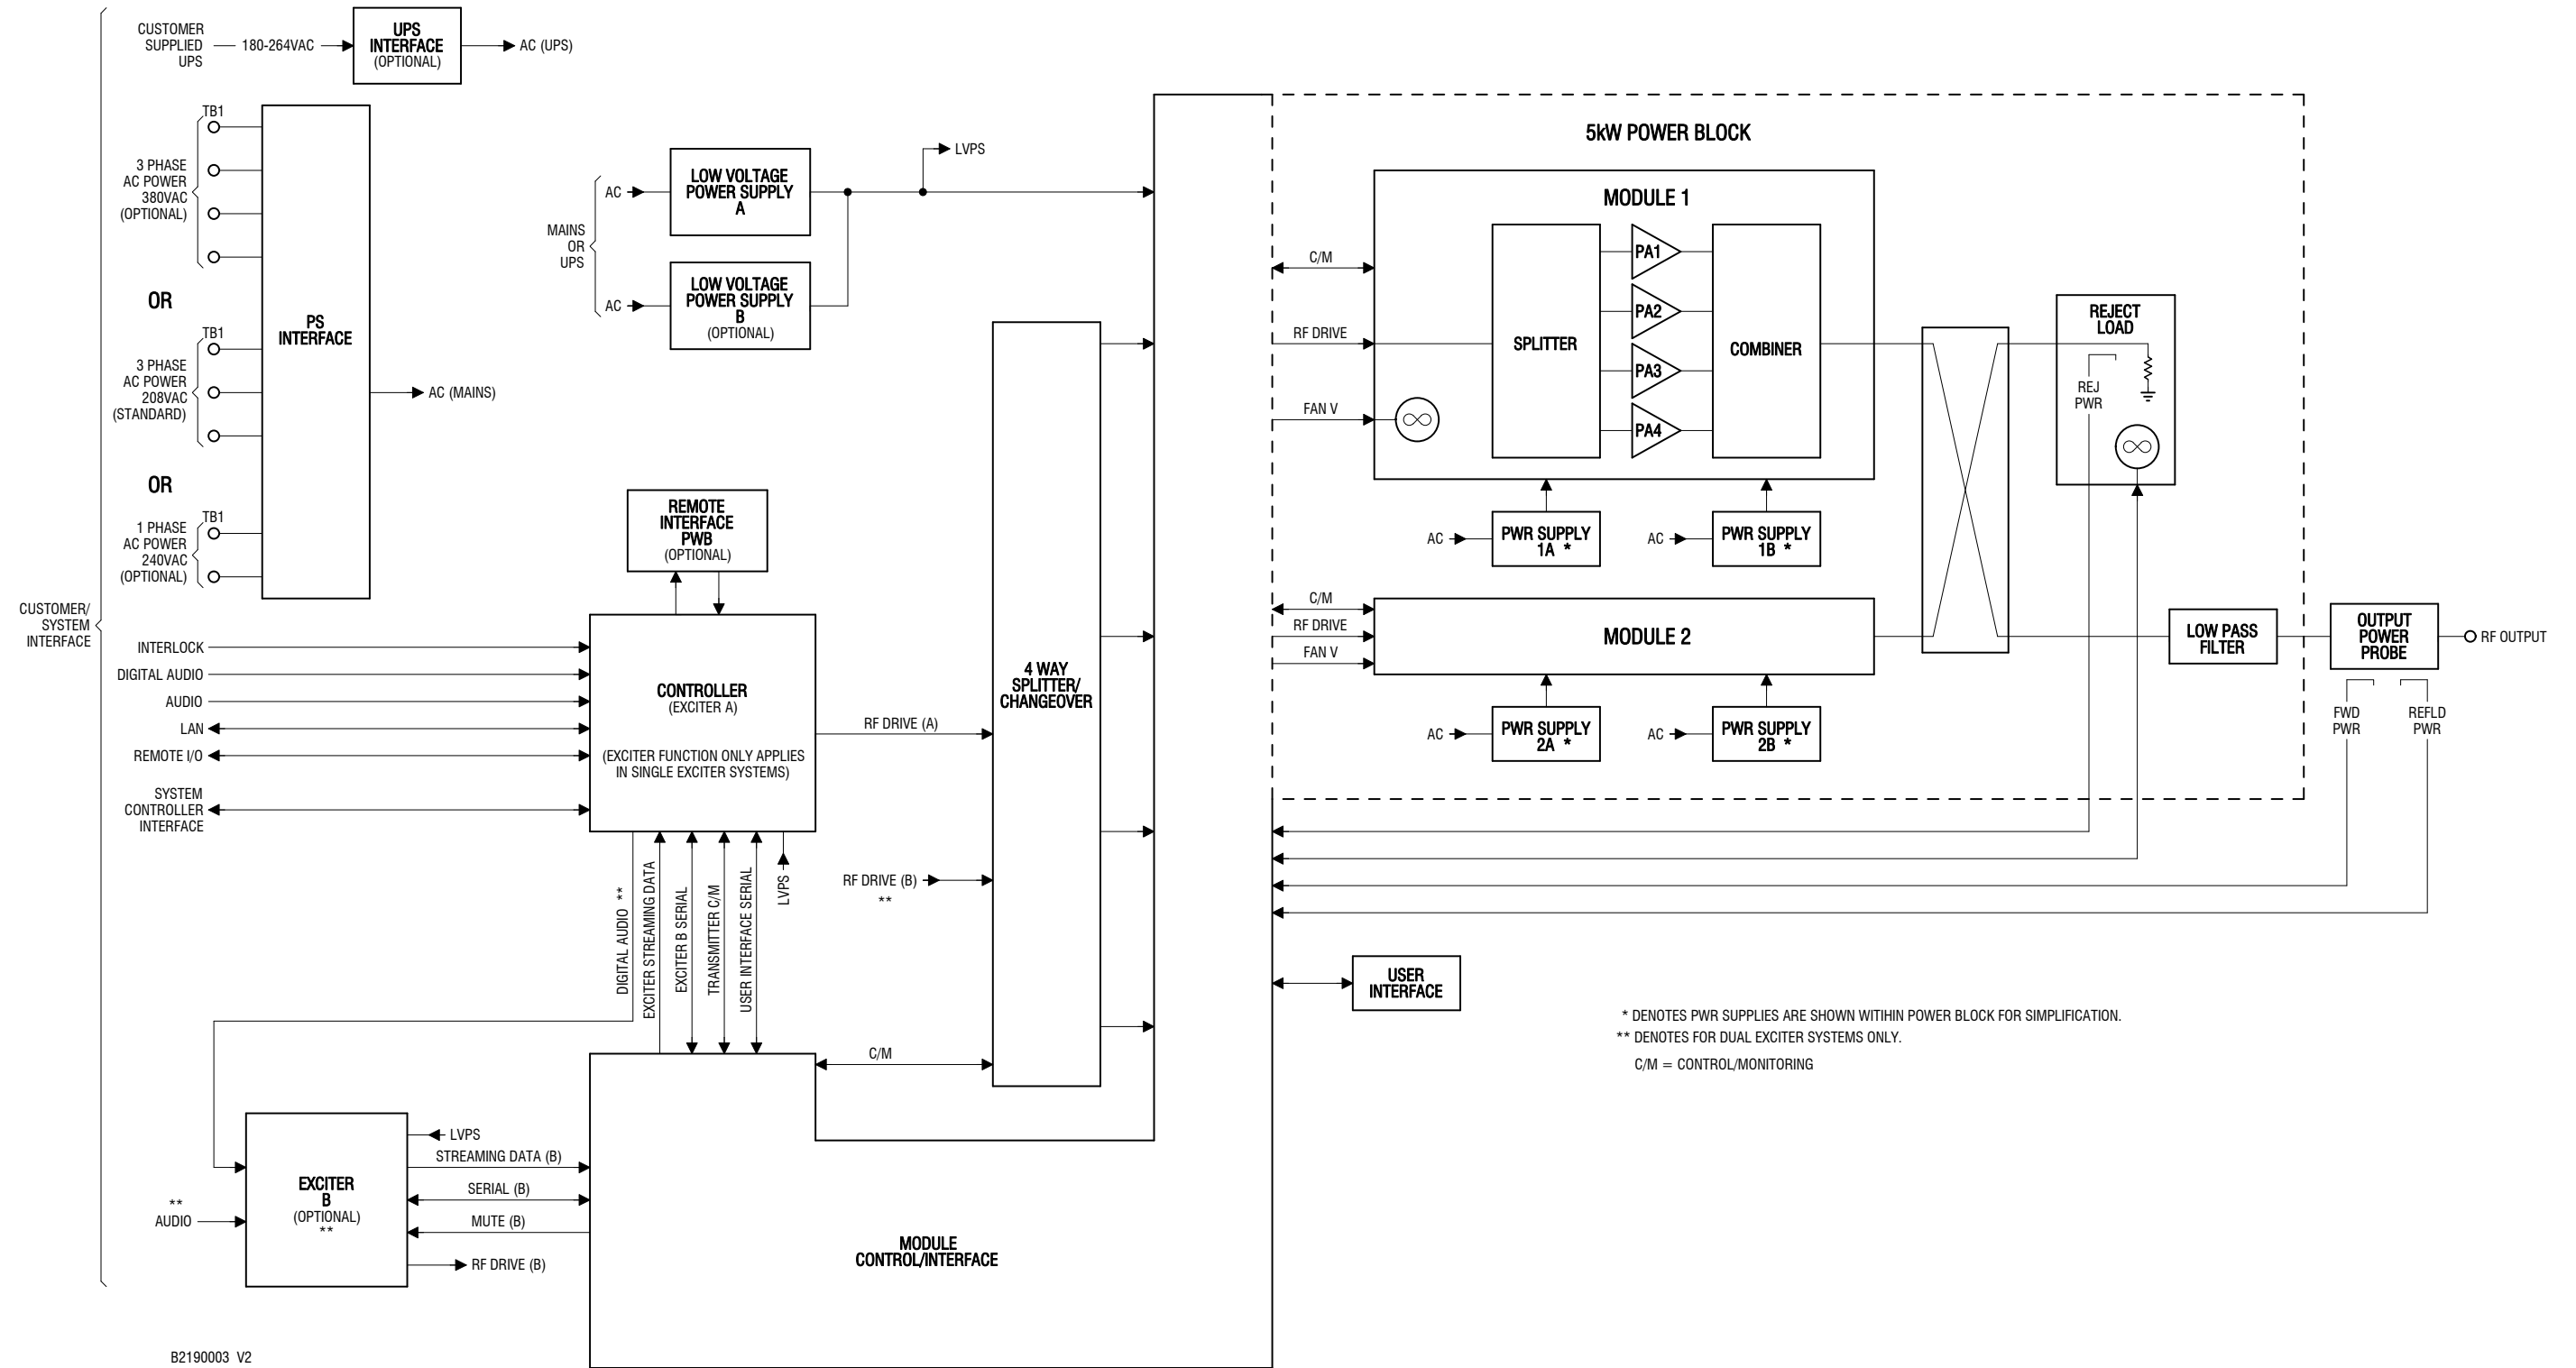 CUSTOMER
SUPPLIED
UPS
180-264VAC
UPS
INTERFACE
(OPTIONAL)
AC (UPS)
TB1
3 PHASE
AC POWER
380VAC
(OPTIONAL)
OR
TB1
3 PHASE
AC POWER
208VAC
(STANDARD)
OR
TB1
1 PHASE
AC POWER
240VAC
(OPTIONAL)
PS
INTERFACE
AC (MAINS)
CUSTOMER/
SYSTEM
INTERFACE
INTERLOCK
DIGITAL AUDIO
AUDIO
LAN
REMOTE I/O
SYSTEM
CONTROLLER
INTERFACE
MAINS
OR
UPS
AC
AC
LOW VOLTAGE
POWER SUPPLY
A
LOW VOLTAGE
POWER SUPPLY
B
(OPTIONAL)
LVPS
REMOTE
INTERFACE
PWB
(OPTIONAL)
CONTROLLER
(EXCITER A)
(EXCITER FUNCTION ONLY APPLIES
IN SINGLE EXCITER SYSTEMS)
RF DRIVE (A)
RF DRIVE (B)
**
DIGITAL AUDIO **
EXCITER STREAMING DATA
EXCITER B SERIAL
TRANSMITTER C/M
USER INTERFACE SERIAL
LVPS
4 WAY
SPLITTER/
CHANGEOVER
C/M
EXCITER
B
(OPTIONAL)
**
**
AUDIO
LVPS
STREAMING DATA (B)
SERIAL (B)
MUTE (B)
RF DRIVE (B)
MODULE
CONTROL/INTERFACE
5kW POWER BLOCK
MODULE 1
C/M
RF DRIVE
FAN V
SPLITTER
PA1
PA2
PA3
PA4
COMBINER
AC
PWR SUPPLY
1A *
AC
PWR SUPPLY
1B *
C/M
RF DRIVE
FAN V
MODULE 2
AC
PWR SUPPLY
2A *
AC
PWR SUPPLY
2B *
REJECT
LOAD
REJ
PWR
LOW PASS
FILTER
OUTPUT
POWER
PROBE
RF OUTPUT
FWD
PWR
REFLD
PWR
USER
INTERFACE
* DENOTES PWR SUPPLIES ARE SHOWN WITIHIN POWER BLOCK FOR SIMPLIFICATION.
** DENOTES FOR DUAL EXCITER SYSTEMS ONLY.
C/M = CONTROL/MONITORING
B2190003 V2